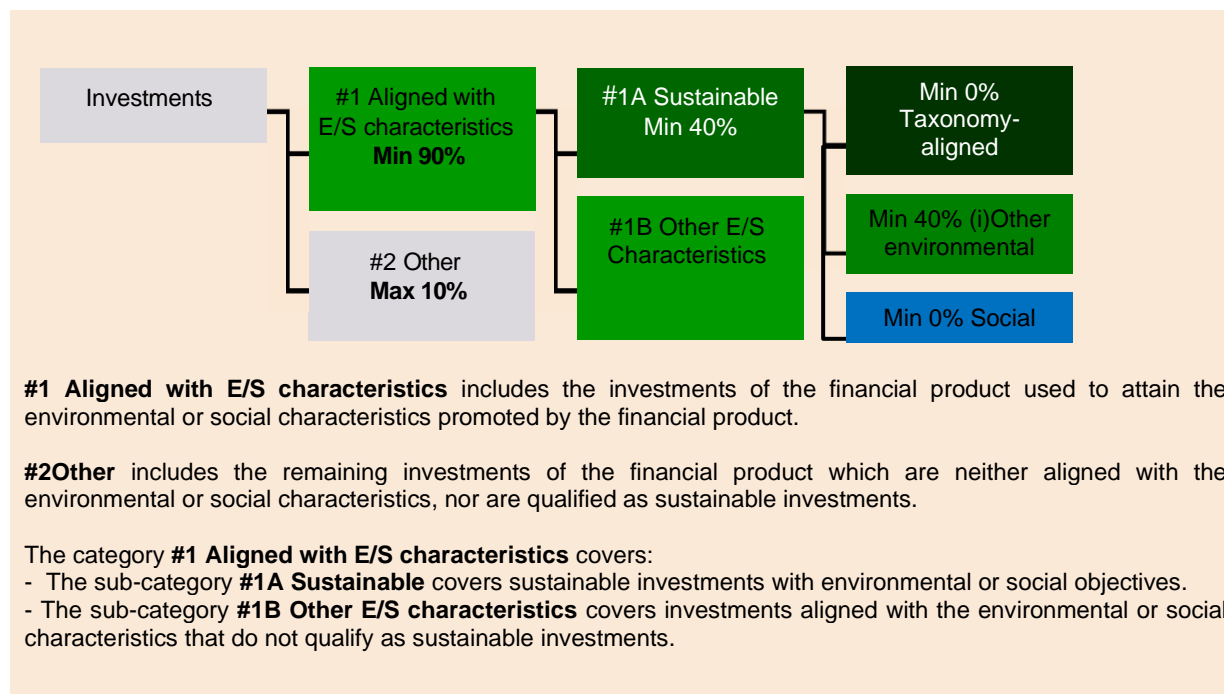 Investments
#1 Aligned with
E/S characteristics
Min 90%
#2 Other
Max 10%
#1A Sustainable
Min 40%
#1B Other E/S
Characteristics
Min 0%
Taxonomy-
aligned
Min 40% (i)Other
environmental
Min 0% Social
#1 Aligned with E/S characteristics includes the investments of the financial product used to attain the
environmental or social characteristics promoted by the financial product.
#2Other includes the remaining investments of the financial product which are neither aligned with the
environmental or social characteristics, nor are qualified as sustainable investments.
The category #1 Aligned with E/S characteristics covers:
- The sub-category #1A Sustainable covers sustainable investments with environmental or social objectives.
- The sub-category #1B Other E/S characteristics covers investments aligned with the environmental or social
characteristics that do not qualify as sustainable investments.